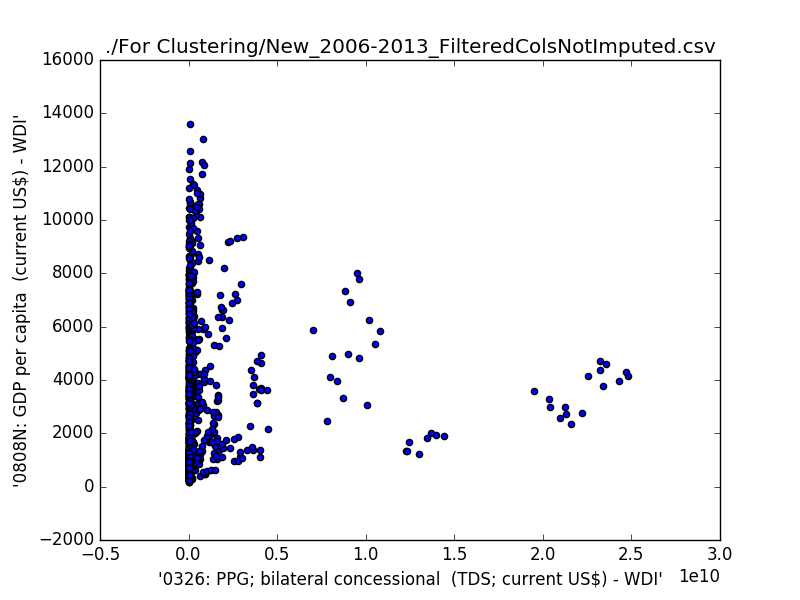 ./For Clustering/New_2006-2013_FilteredColsNotImputed.csv
16000
14000
12000
10000
8000
6000
4000
2000
0
−2000
'0808N: GDP per capita  (current US$) - WDI'
−0.5 0.0 0.5 1.0 1.5 2.0 2.5 3.0
1e10
'0326: PPG; bilateral concessional  (TDS; current US$) - WDI'